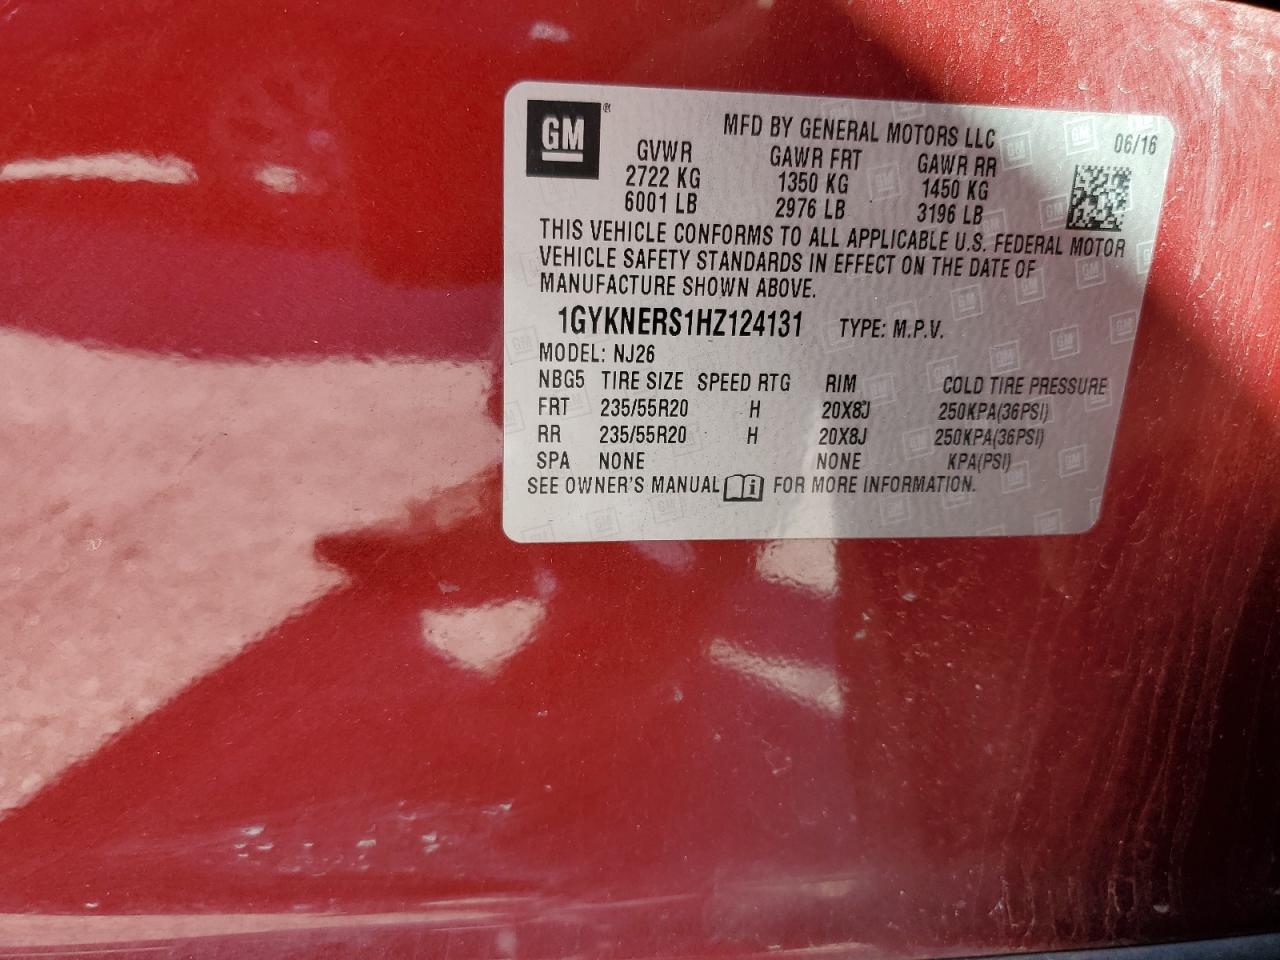 GM®
MFD BY GENERAL MOTORS LLC
06/16
GVWR GAWR FRT GAWR RR
2722 KG 1350 KG 1450 KG
6001 LB 2976 LB 3196 LB
THIS VEHICLE CONFORMS TO ALL APPLICABLE U.S. FEDERAL MOTOR
VEHICLE SAFETY STANDARDS IN EFFECT ON THE DATE OF
MANUFACTURE SHOWN ABOVE.
1GYKNERS1HZ124131 TYPE: M.P.V.
MODEL: NJ26
NBG5 TIRE SIZE SPEED RTG RIM COLD TIRE PRESSURE
FRT 235/55R20 H 20X8J 250KPA(36PSI)
RR 235/55R20 H 20X8J 250KPA(36PSI)
SPA NONE NONE KPA(PSI)
SEE OWNER'S MANUAL i FOR MORE INFORMATION.